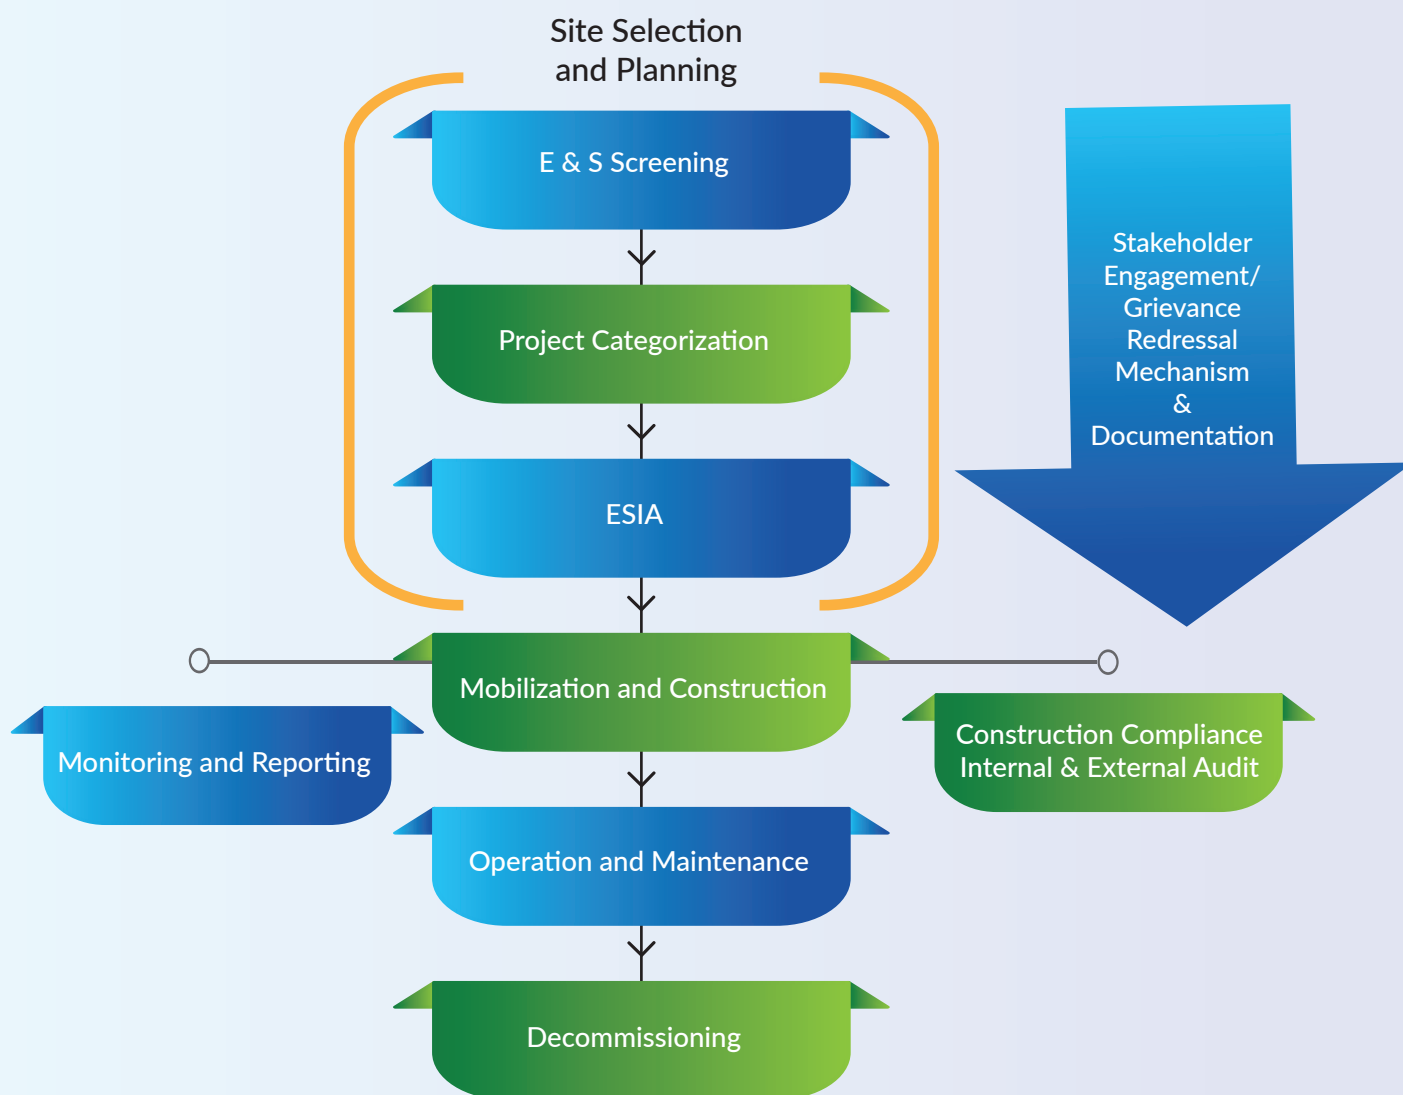 Site Selection
and Planning
E & S Screening
Project Categorization
ESIA
Stakeholder
Engagement/
Grievance
Redressal
Mechanism
&
Documentation
Mobilization and Construction
Monitoring and Reporting
Construction Compliance
Internal & External Audit
Operation and Maintenance
Decommissioning